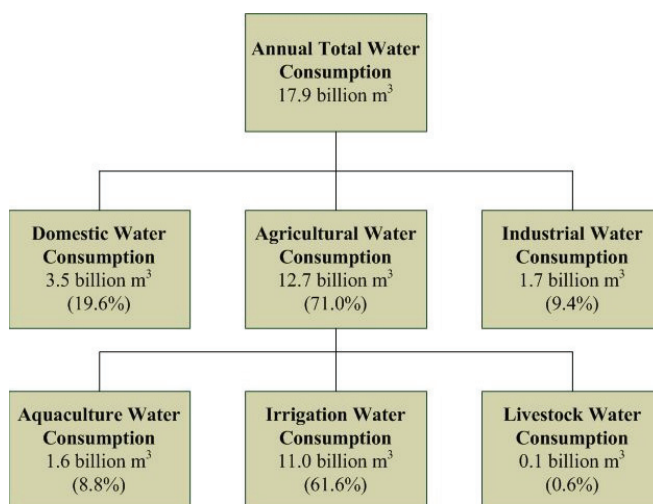 Annual Total Water
Consumption
17.9 billion m³
Domestic Water
Consumption
3.5 billion m³
(19.6%)
Agricultural Water
Consumption
12.7 billion m³
(71.0%)
Industrial Water
Consumption
1.7 billion m³
(9.4%)
Aquaculture Water
Consumption
1.6 billion m³
(8.8%)
Irrigation Water
Consumption
11.0 billion m³
(61.6%)
Livestock Water
Consumption
0.1 billion m³
(0.6%)